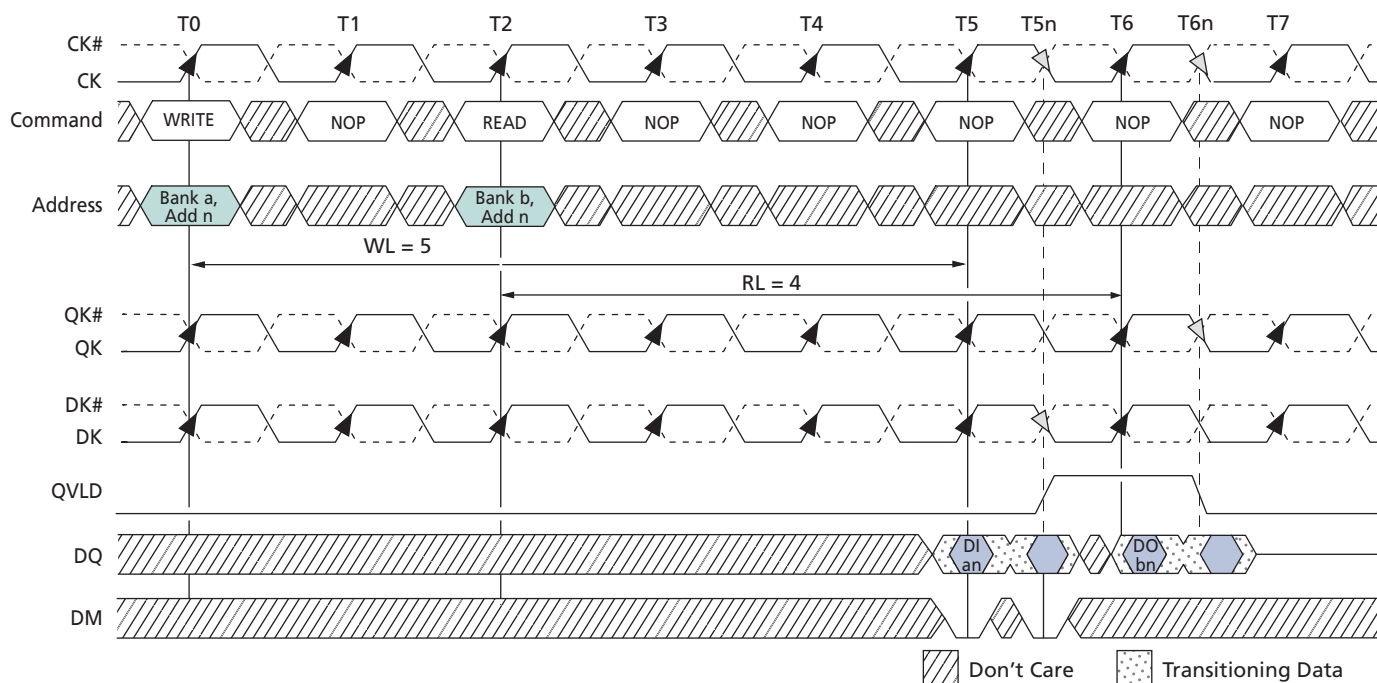 T0 T1 T2 T3 T4 T5 T5n T6 T6n T7
CK#
CK
Command WRITE NOP READ NOP NOP NOP NOP NOP
Address Bank a, Add n Bank b, Add n
WL = 5
RL = 4
QK#
QK
DK#
DK
QVLD
DQ DI an DO bn
DM
Don't Care Transitioning Data